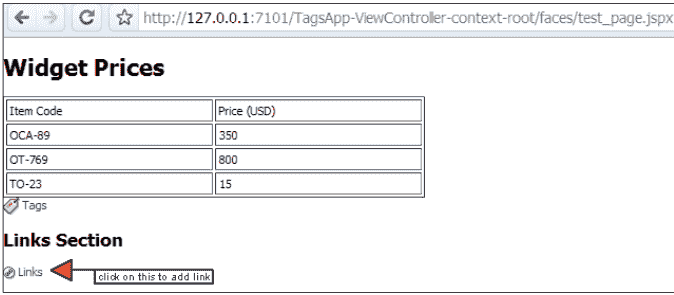 http://127.0.0.1:7101/TagsApp-ViewController-context-root/faces/test_page.jspx
Widget Prices
Item Code Price (USD)
OCA-89 350
OT-769 800
TO-23 15
Tags
Links Section
Links click on this to add link